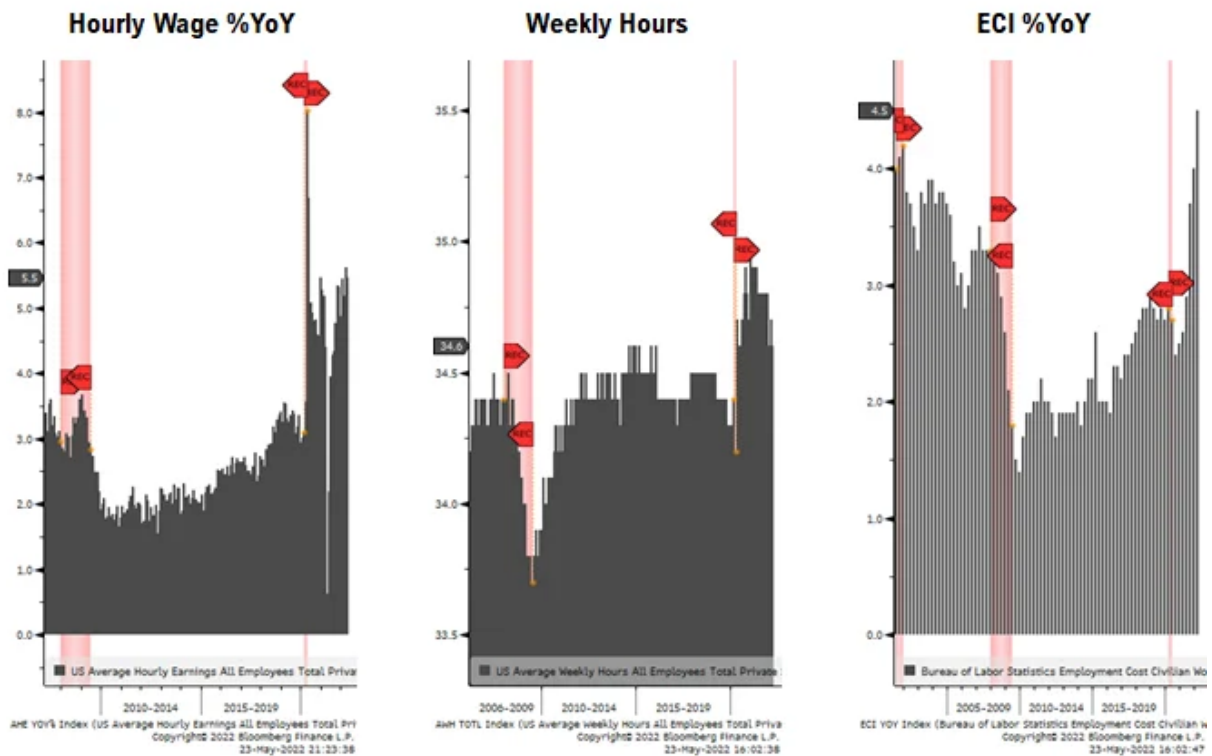 Hourly Wage %YoY
8.0
7.0
6.0
5.5
5.0
4.0
3.0
2.0
1.0
0.0
REC
REC
REC
US Average Hourly Earnings All Employees Total Priva
2010-2014
2015-2019
AHE YOY% Index (US Average Hourly Earnings All Employees Total Pri
Copyright© 2022 Bloomberg Finance L.P.
23-May-2022 21:23:38
Weekly Hours
35.5
35.0
34.6
34.5
34.0
33.5
REC
REC
REC
REC
US Average Weekly Hours All Employees Total Private
2006-2009
2010-2014
2015-2019
AWH TOTL Index (US Average Weekly Hours All Employees Total Priva
Copyright© 2022 Bloomberg Finance L.P.
23-May-2022 16:02:38
ECI %YoY
4.5
4.0
3.0
2.0
1.0
0.0
REC
REC
REC
REC
REC
Bureau of Labor Statistics Employment Cost Civilian Wo
2005-2009
2010-2014
2015-2019
ECI YOY Index (Bureau of Labor Statistics Employment Cost Civilian W
Copyright© 2022 Bloomberg Finance L.P.
23-May-2022 16:02:47